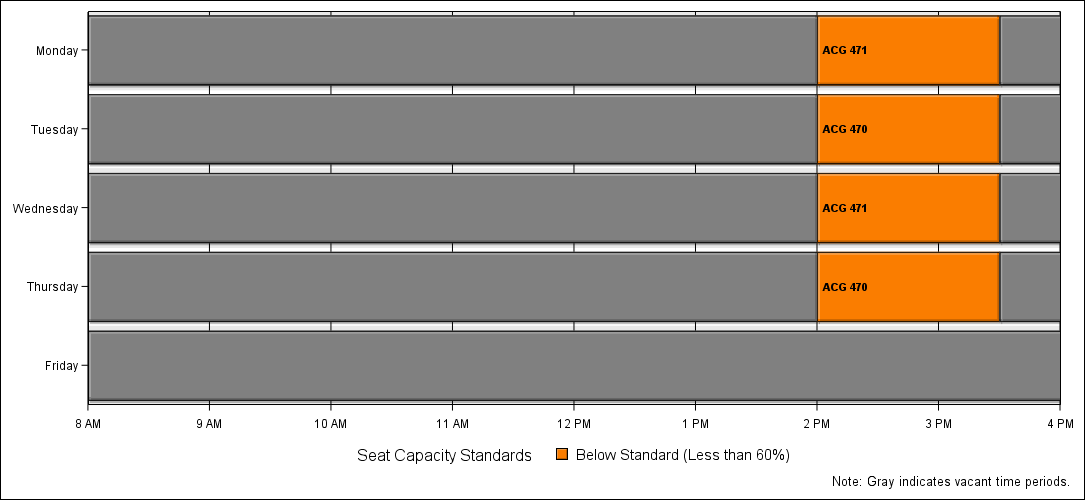 Monday
ACG 471
Tuesday
ACG 470
Wednesday
ACG 471
Thursday
ACG 470
Friday
8 AM 9 AM 10 AM 11 AM 12 PM 1 PM 2 PM 3 PM 4 PM
Seat Capacity Standards Below Standard (Less than 60%)
Note: Gray indicates vacant time periods.